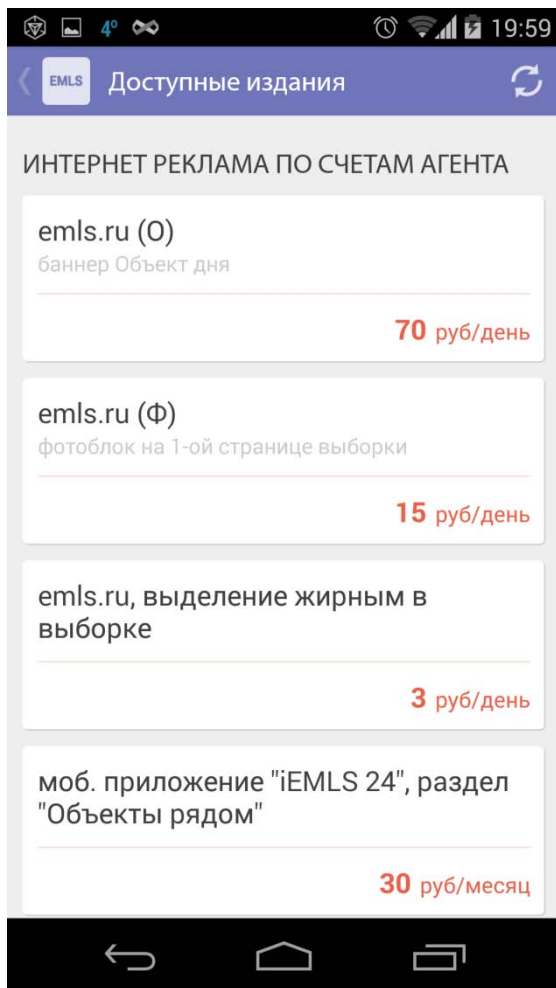 4° 19:59
EMLS Доступные издания
ИНТЕРНЕТ РЕКЛАМА ПО СЧЕТАМ АГЕНТА
emls.ru (О)
баннер Объект дня
70 руб/день
emls.ru (Ф)
фотоблок на 1-ой странице выборки
15 руб/день
emls.ru, выделение жирным в
выборке
3 руб/день
моб. приложение "iEMLS 24", раздел
"Объекты рядом"
30 руб/месяц